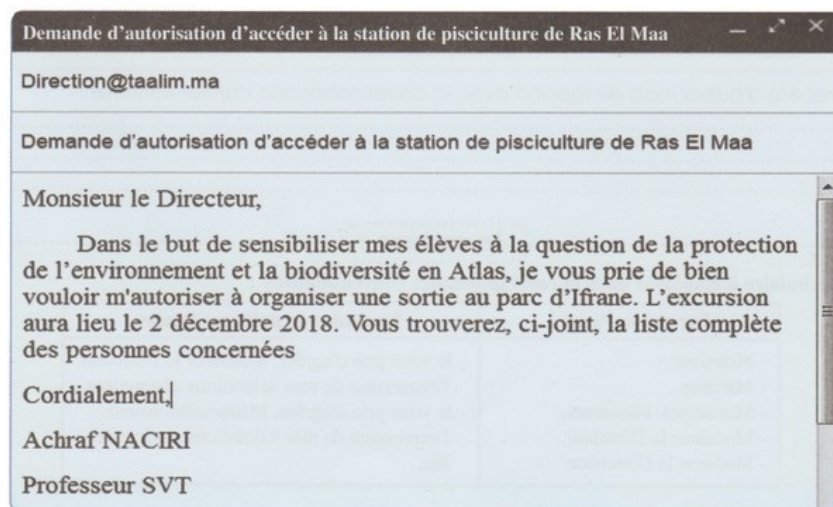 Demande d'autorisation d'accéder à la station de pisciculture de Ras El Maa
Direction@taalim.ma
Demande d'autorisation d'accéder à la station de pisciculture de Ras El Maa
Monsieur le Directeur,
Dans le but de sensibiliser mes élèves à la question de la protection
de l'environnement et la biodiversité en Atlas, je vous prie de bien
vouloir m'autoriser à organiser une sortie au parc d'Ifrane. L'excursion
aura lieu le 2 décembre 2018. Vous trouverez, ci-joint, la liste complète
des personnes concernées
Cordialement,
Achraf NACIRI
Professeur SVT